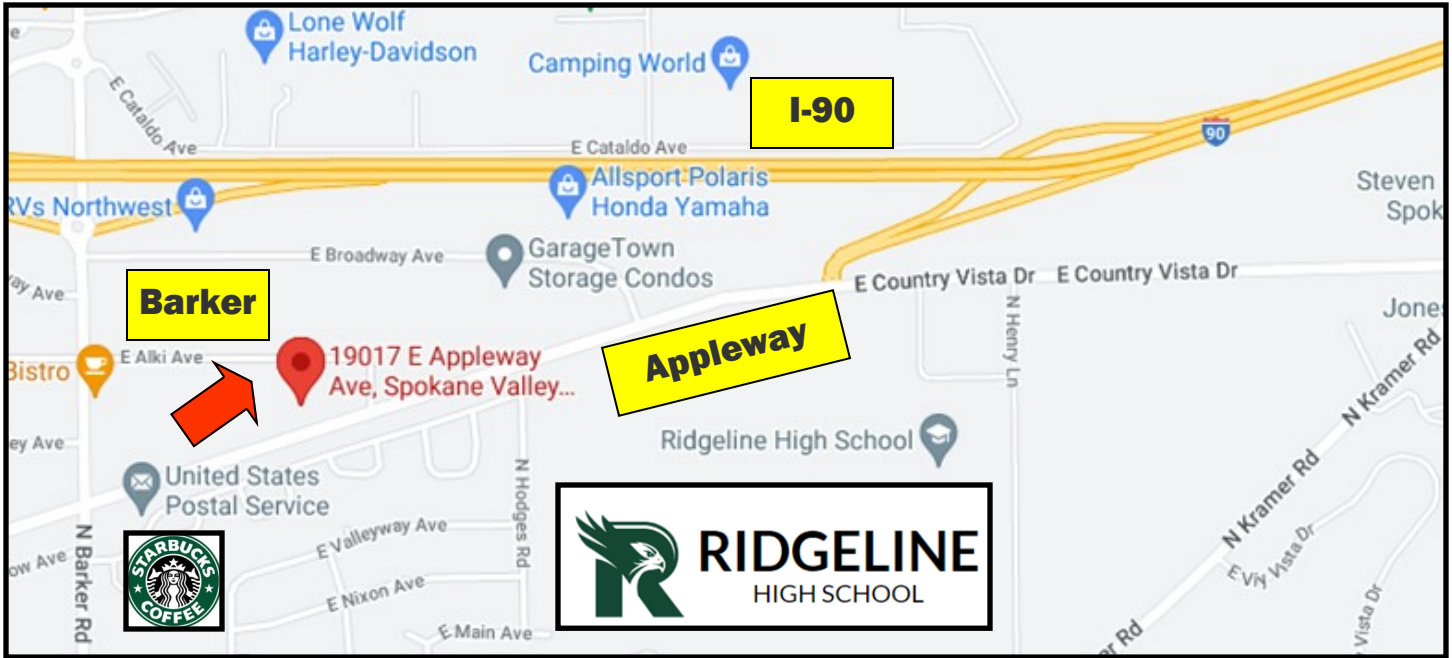 Lone Wolf
Harley-Davidson
Camping World
I-90
E Cataldo Ave
E Cataldo Ave
90
RVs Northwest
Allsport Polaris
Honda Yamaha
Steven
Spok
E Broadway Ave
GarageTown
Storage Condos
E Country Vista Dr
E Country Vista Dr
ay Ave
Barker
Appleway
N Henry Ln
Jone
Bistro
E Alki Ave
19017 E Appleway
Ave, Spokane Valley...
N Kramer Rd
ey Ave
Ridgeline High School
United States
Postal Service
N Hodges Rd
N Kramer Rd
N Barker Rd
ow Ave
STARBUCKS
COFFEE
E Valleyway Ave
RIDGELINE
HIGH SCHOOL
E Nixon Ave
Vista Dr
E Main Ave
er Rd
Vista Dr